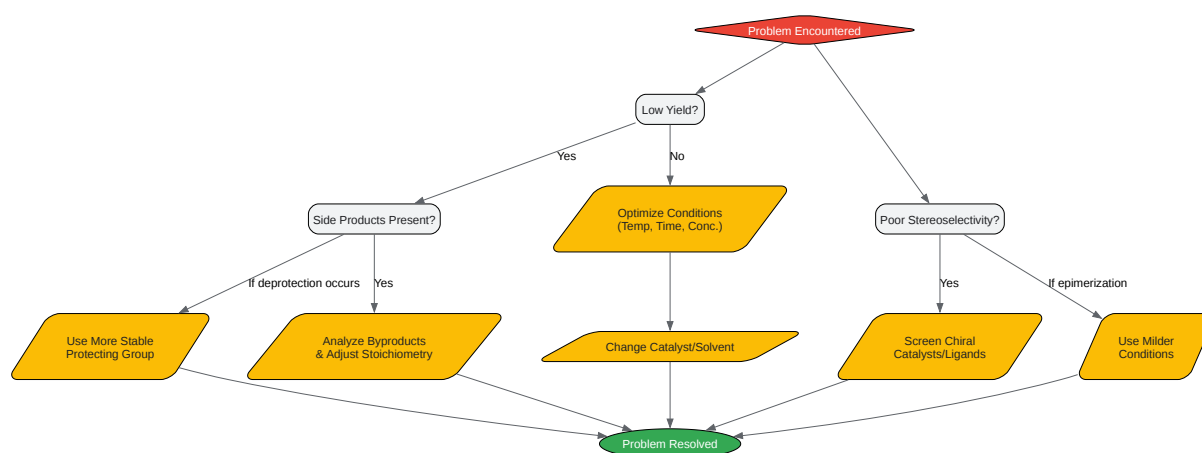 Problem Encountered
Low Yield?
Yes
No
Side Products Present?
Optimize Conditions
(Temp, Time, Conc.)
Poor Stereoselectivity?
If deprotection occurs
Yes
Yes
If epimerization
Use More Stable
Protecting Group
Analyze Byproducts
& Adjust Stoichiometry
Change Catalyst/Solvent
Screen Chiral
Catalysts/Ligands
Use Milder
Conditions
Problem Resolved